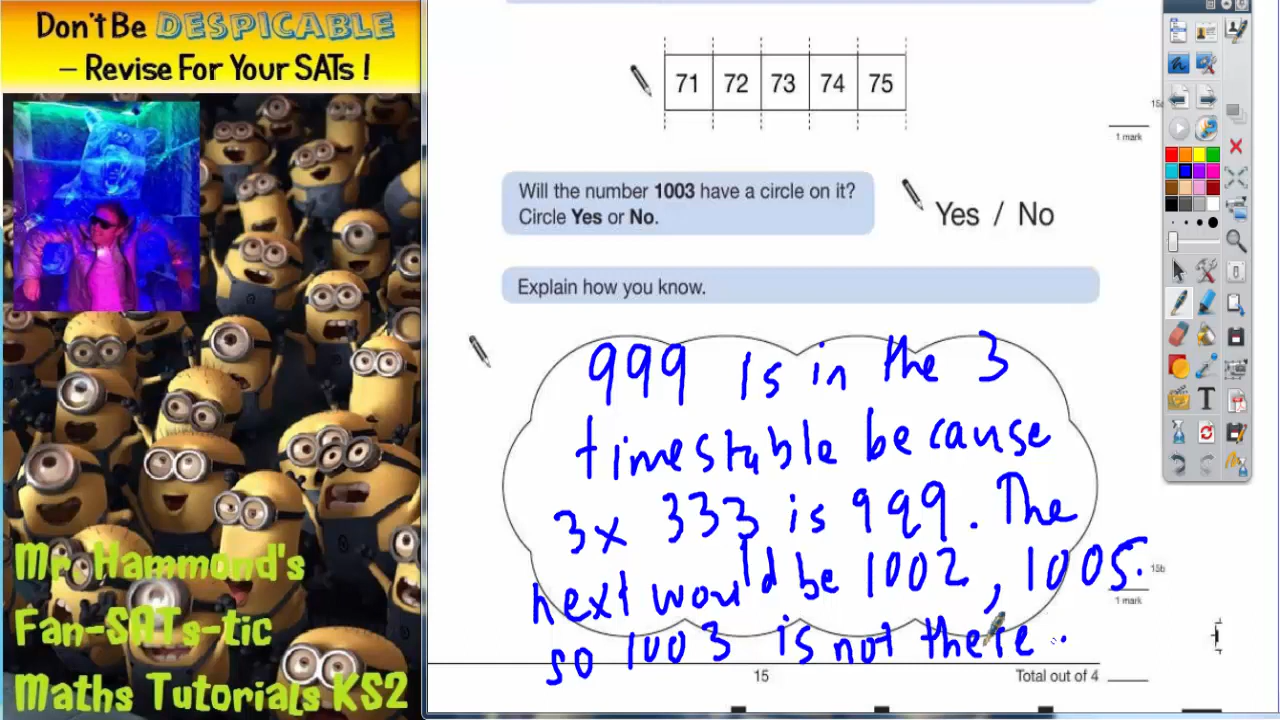 Don't Be DESPICABLE
– Revise For Your SATs !
Mr Hammond's
Fan-SATs-tic
Maths Tutorials KS2
71 72 73 74 75
1 mark
Will the number 1003 have a circle on it?
Circle Yes or No.
Yes / No
Explain how you know.
999 is in the 3
timestable because
3x 333 is 999. The
next would be 1002, 1005.
so 1003 is not there.
15b
1 mark
15
Total out of 4